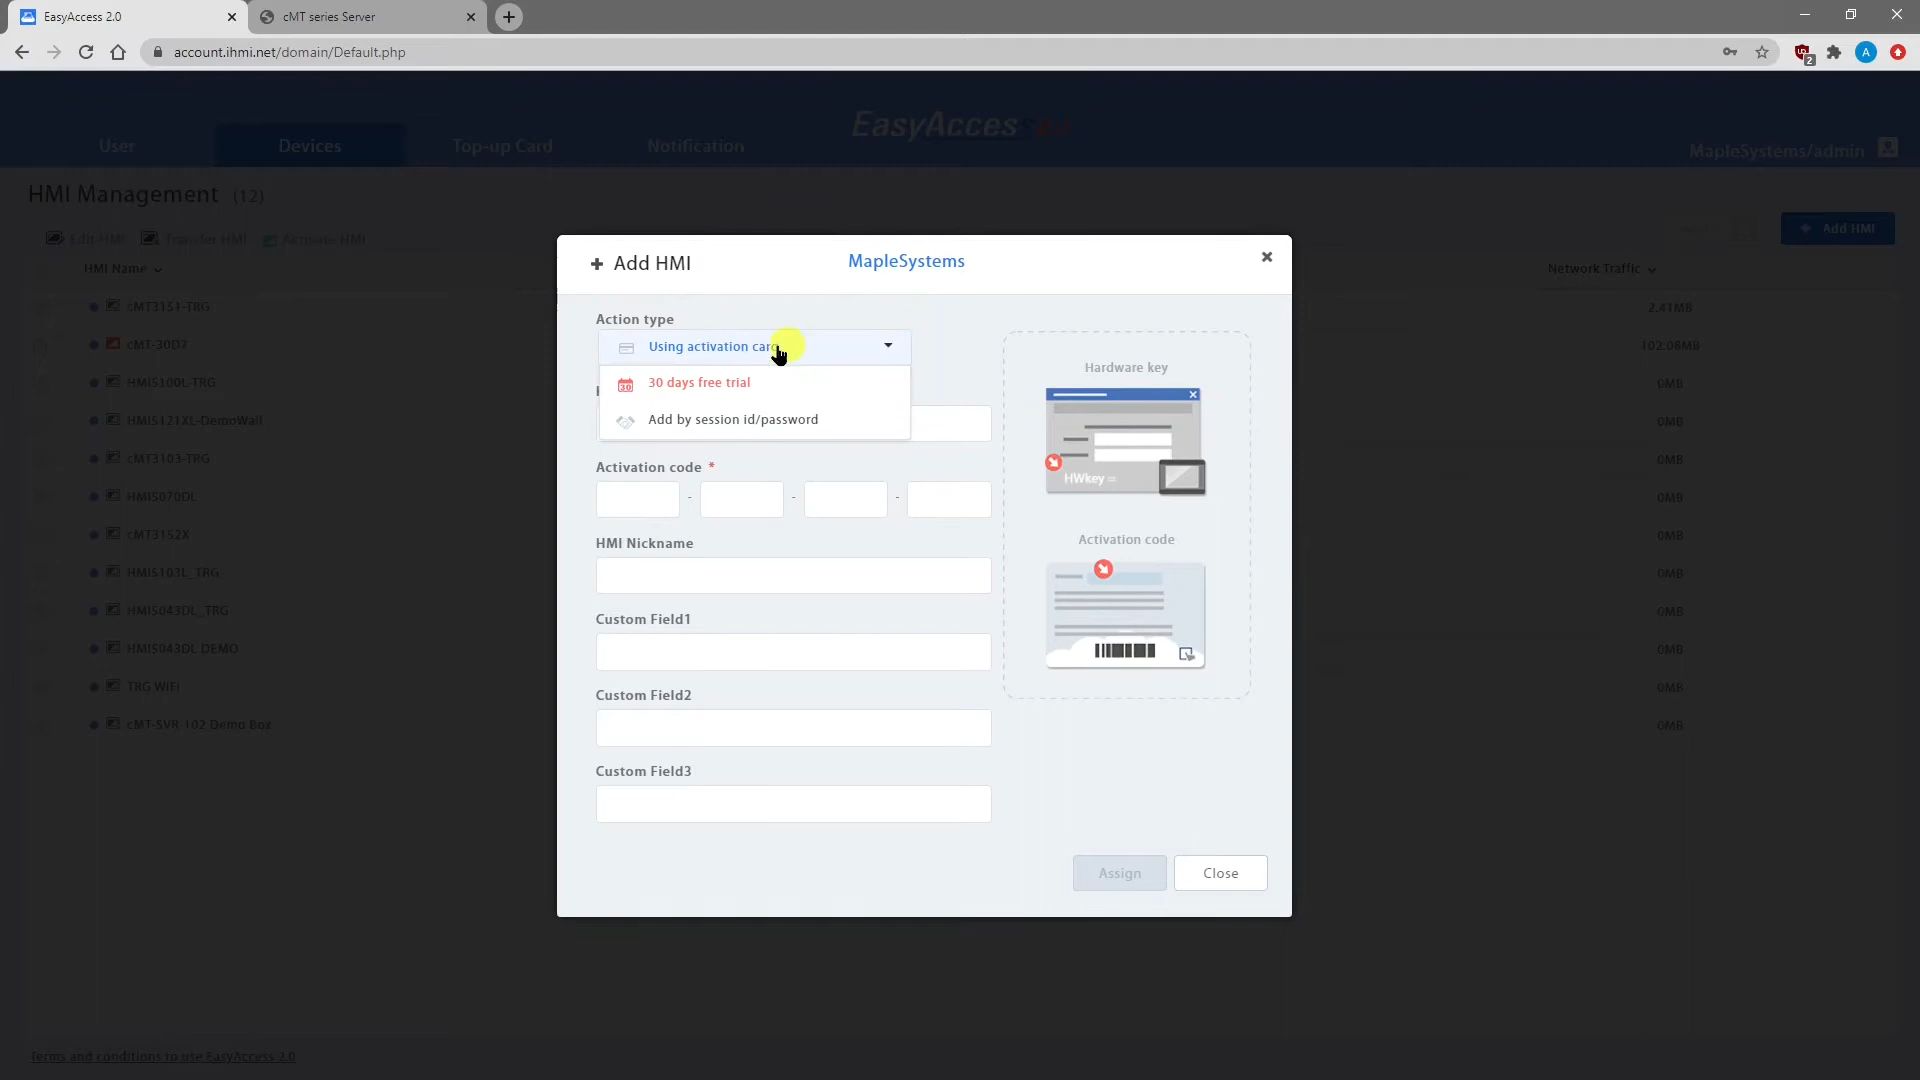 EasyAccess 2.0
cMT series Server
account.ihmi.net/domain/Default.php
2
A
User
Devices
Top-up Card
Notification
EasyAccess 2.0
MapleSystems/admin
HMI Management (12)
Edit HMI
Transfer HMI
Activate HMI
Add HMI
HMI Name
Network Traffic
cMT3151-TRG
2.41MB
cMT-30D7
102.08MB
HMI5100L-TRG
0MB
HMI5121XL-DemoWall
0MB
cMT3103-TRG
0MB
HMI5070DL
0MB
cMT3152X
0MB
HMI5103L_TRG
0MB
HMI5043DL_TRG
0MB
HMI5043DL DEMO
0MB
TRG WIFI
0MB
cMT-SVR-102 Demo Box
0MB
Terms and conditions to use EasyAccess 2.0
Add HMI
MapleSystems
Action type
Using activation card
30 days free trial
Add by session id/password
Activation code *
- - -
HMI Nickname
Custom Field1
Custom Field2
Custom Field3
Hardware key
HWkey =
Activation code
Assign
Close